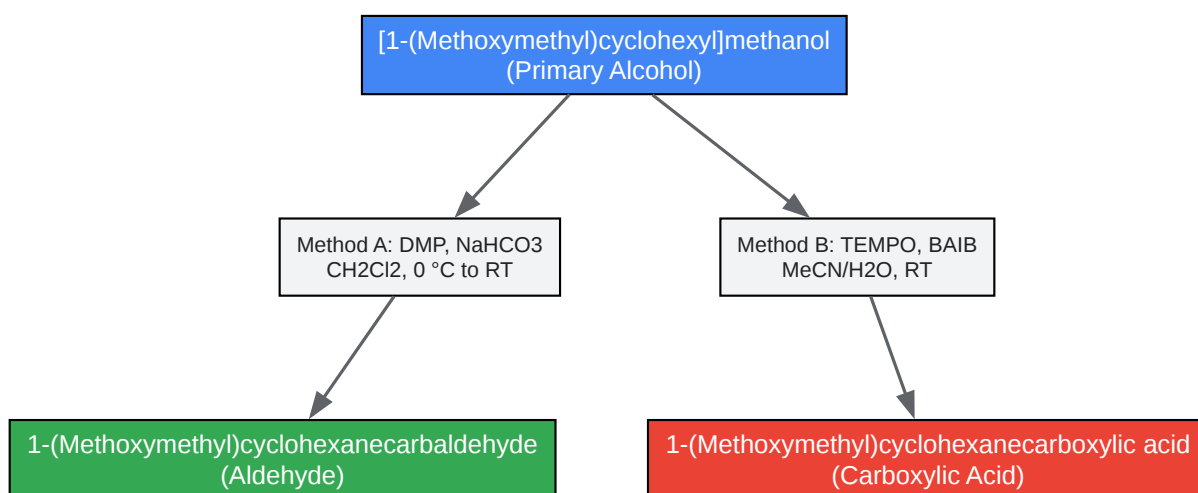 [1-(Methoxymethyl)cyclohexyl]methanol
(Primary Alcohol)
Method A: DMP, NaHCO3
CH2Cl2, 0 °C to RT
Method B: TEMPO, BAIB
MeCN/H2O, RT
1-(Methoxymethyl)cyclohexanecarbaldehyde
(Aldehyde)
1-(Methoxymethyl)cyclohexanecarboxylic acid
(Carboxylic Acid)